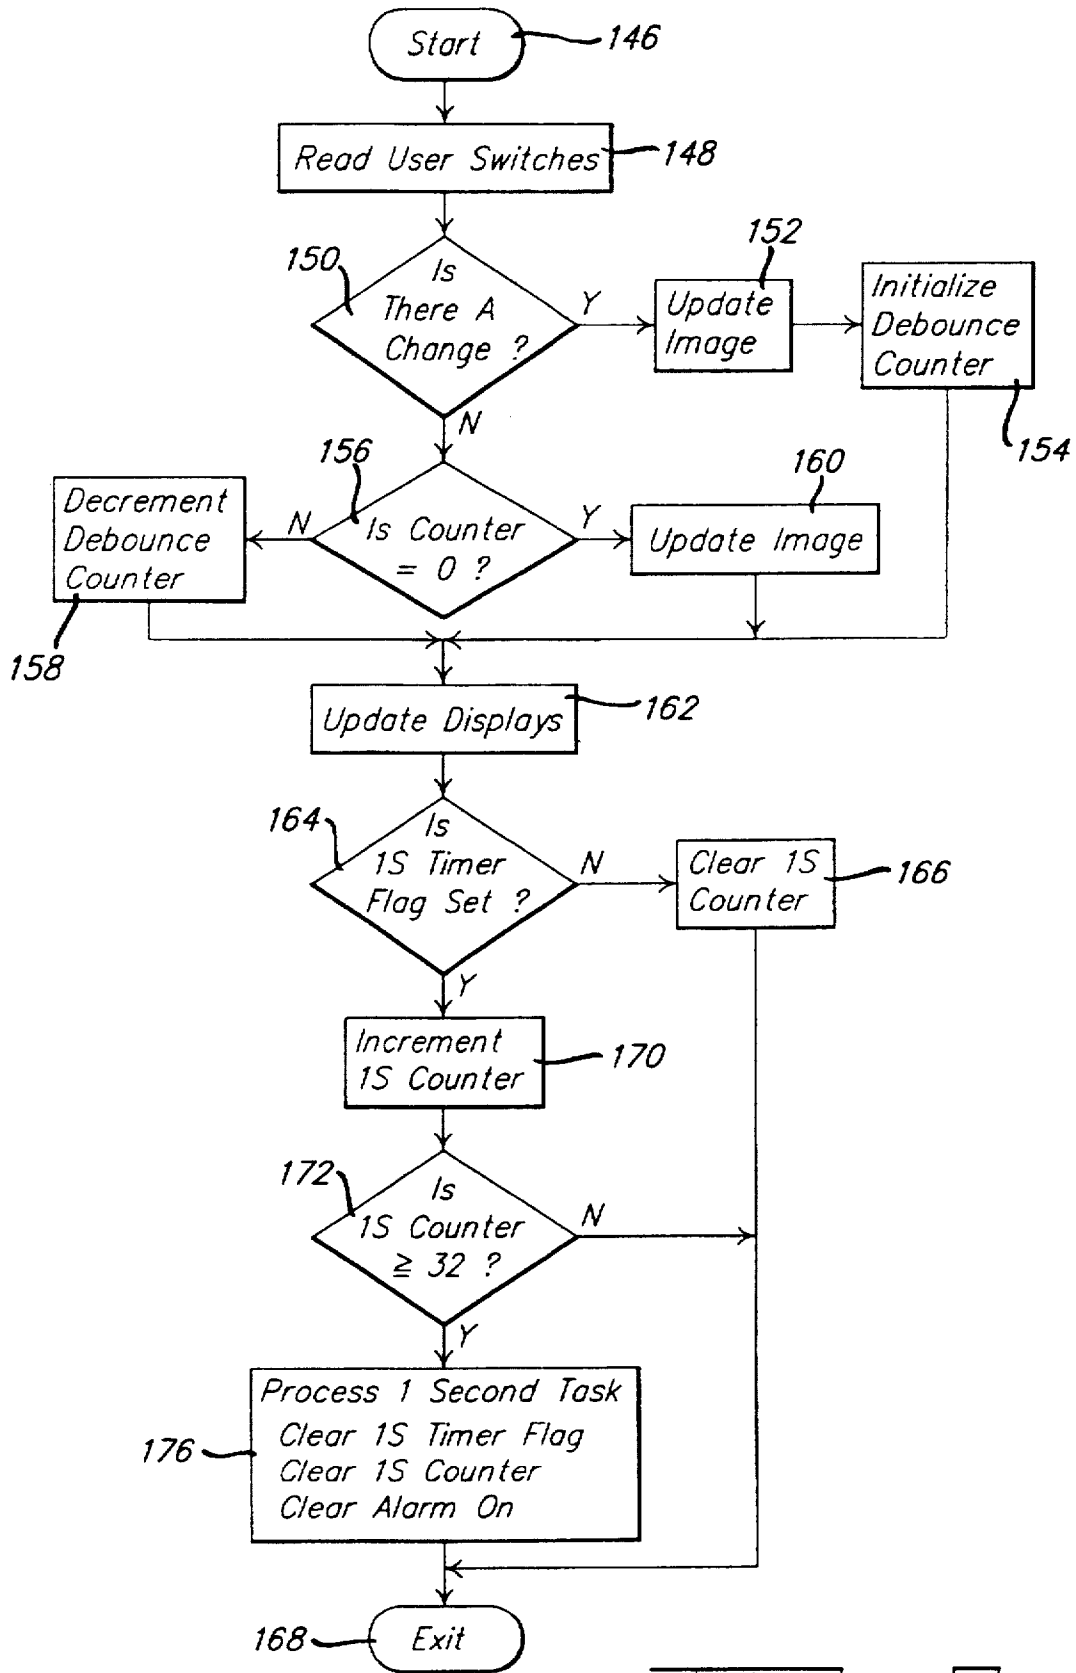 Start
146
Read User Switches
148
150
Is
There A
Change ?
Y
152
Update
Image
Initialize
Debounce
Counter
154
N
156
Is Counter
= 0 ?
N
Decrement
Debounce
Counter
158
Y
160
Update Image
Update Displays
162
164
Is
1S Timer
Flag Set ?
N
Clear 1S
Counter
166
Y
Increment
1S Counter
170
172
Is
1S Counter
≧ 32 ?
N
Y
Process 1 Second Task
Clear 1S Timer Flag
Clear 1S Counter
Clear Alarm On
176
168
Exit